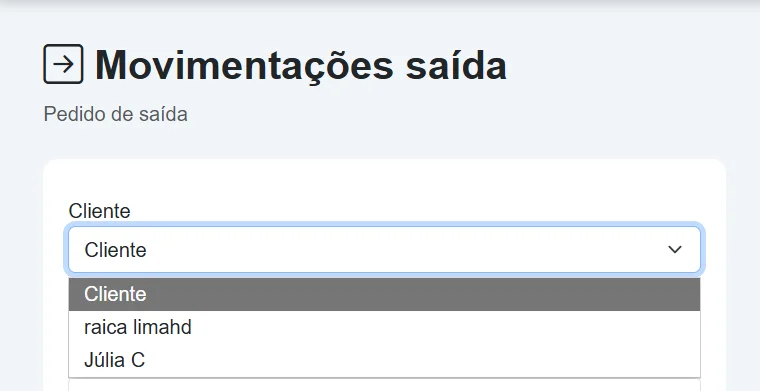 Movimentações saída
Pedido de saída
Cliente
Cliente
Cliente
raica limahd
Júlia C